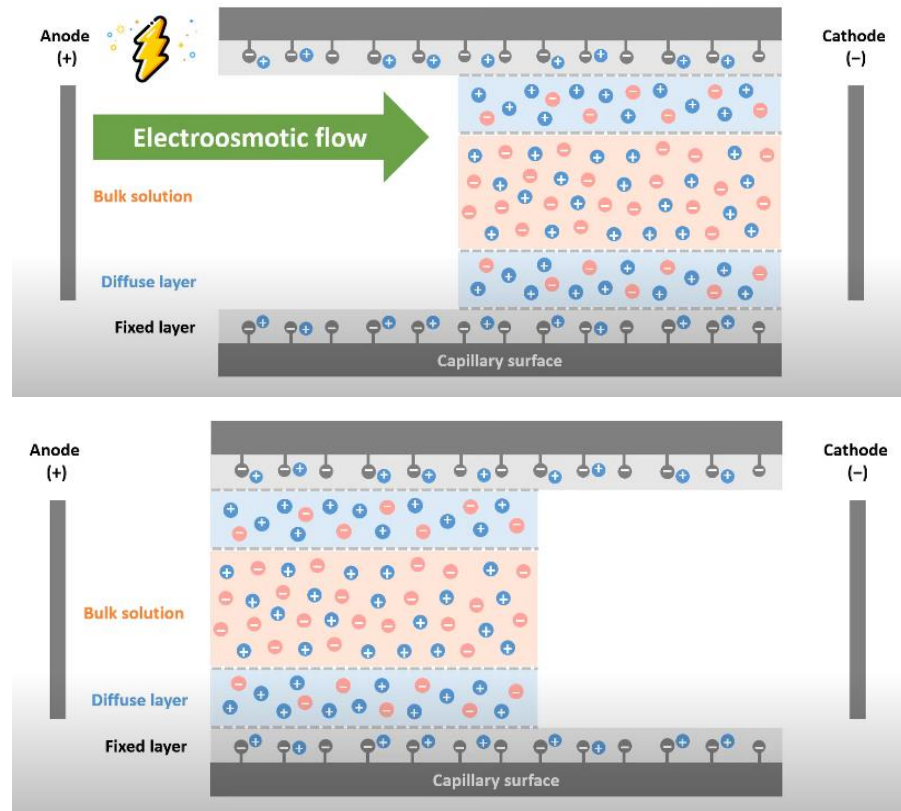 Anode
(+)
Cathode
(−)
Electroosmotic flow
Bulk solution
Diffuse layer
Fixed layer
Capillary surface
Anode
(+)
Cathode
(−)
Bulk solution
Diffuse layer
Fixed layer
Capillary surface